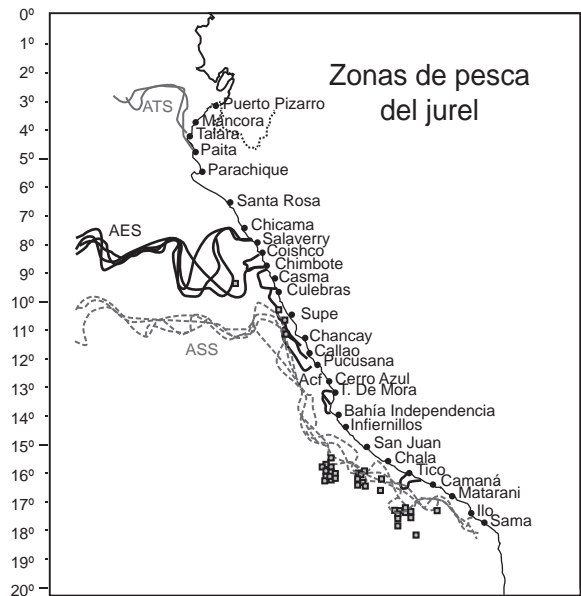 Zonas de pesca
del jurel
0º
1º
2º
3º
4º
5º
6º
7º
8º
9º
10º
11º
12º
13º
14º
15º
16º
17º
18º
19º
20º
ATS
Puerto Pizarro
Máncora
Talara
Paita
Parachique
Santa Rosa
Chicama
AES
Salaverry
Coishco
Chimbote
Casma
Culebras
Supe
ASS
Chancay
Callao
Pucusana
Acf
Cerro Azul
T. De Mora
Bahía Independencia
Infiernillos
San Juan
Chala
Tico
Camaná
Matarani
Ilo
Sama